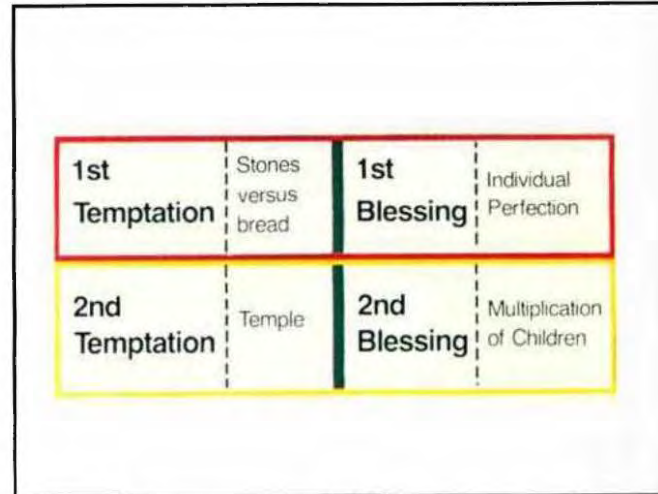 1st
Temptation
Stones
versus
bread
1st
Blessing
Individual
Perfection
2nd
Temptation
Temple
2nd
Blessing
Multiplication
of Children